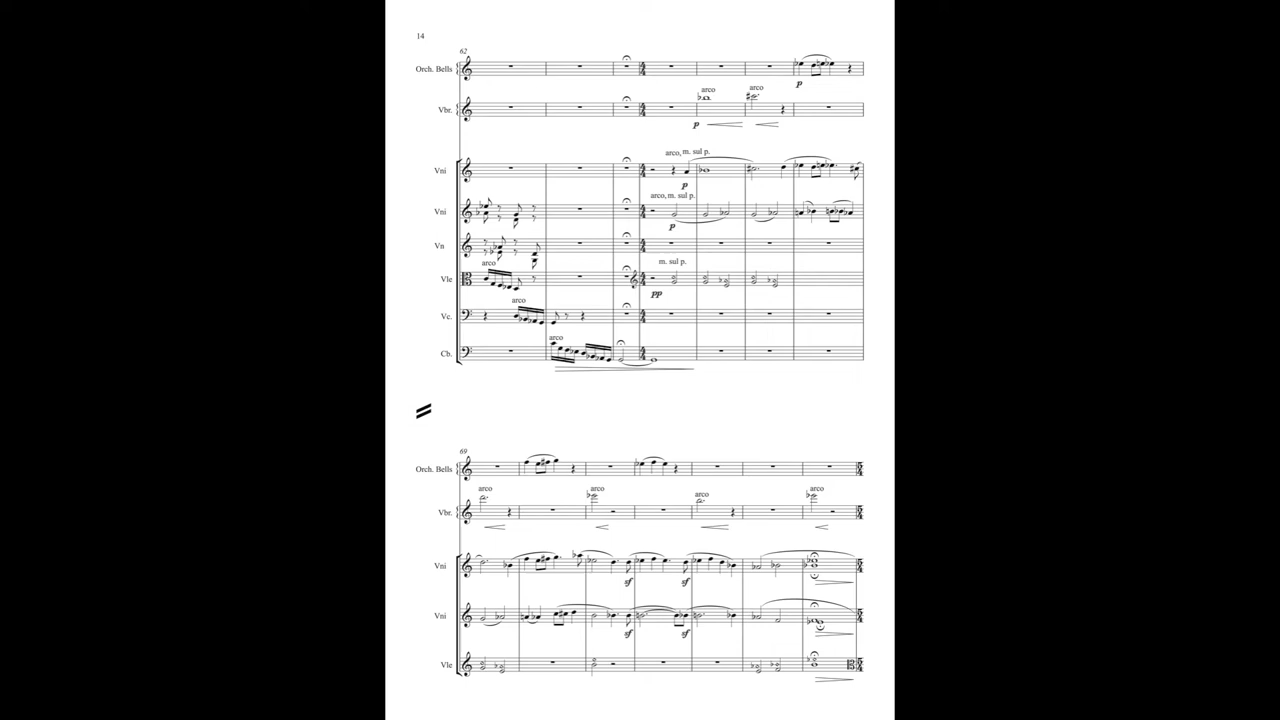 14
62
Orch. Bells
p
arco arco
Vbr.
p
arco, m. sul p.
Vni
p
arco, m. sul p.
Vni
p
Vn
arco
m. sul p.
Vle
pp
arco
Vc.
arco
Cb.
69
Orch. Bells
arco arco arco arco
Vbr.
Vni
sf sf
Vni
sf sf
Vle